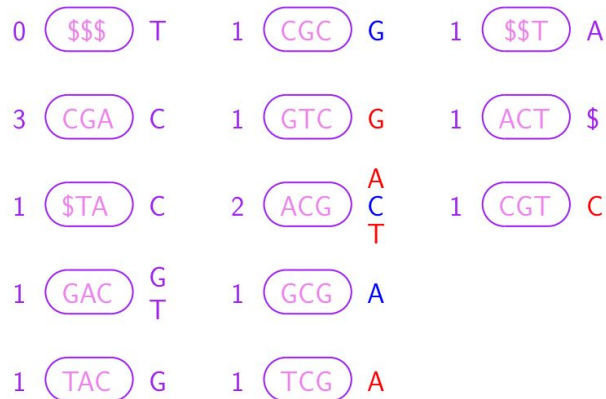 0 $$$ T
3 CGA C
1 $TA C
1 GAC G T
1 TAC G
1 CGC G
1 GTC G
2 ACG A C T
1 GCG A
1 TCG A
1 $$T A
1 ACT $
1 CGT C